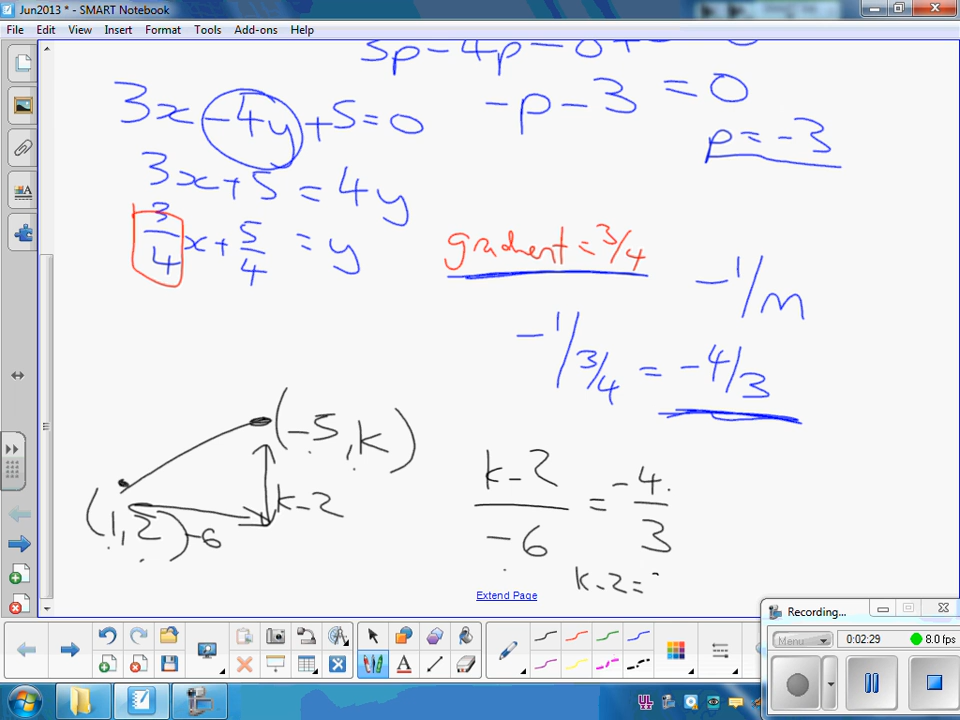 Jun2013 * - SMART Notebook
File Edit View Insert Format Tools Add-ons Help
3x - 4y + 5 = 0
- p - 3 = 0
p = - 3
3x + 5 = 4y
3/4 x + 5/4 = y
gradient = 3/4
- 1/m
- 1/3/4 = - 4/3
(-5, k)
(1, 2)
-6
k - 2
k - 2 / - 6 = - 4 / 3
k - 2 =
Extend Page
Recording...
Menu
0:02:29
8.0 fps